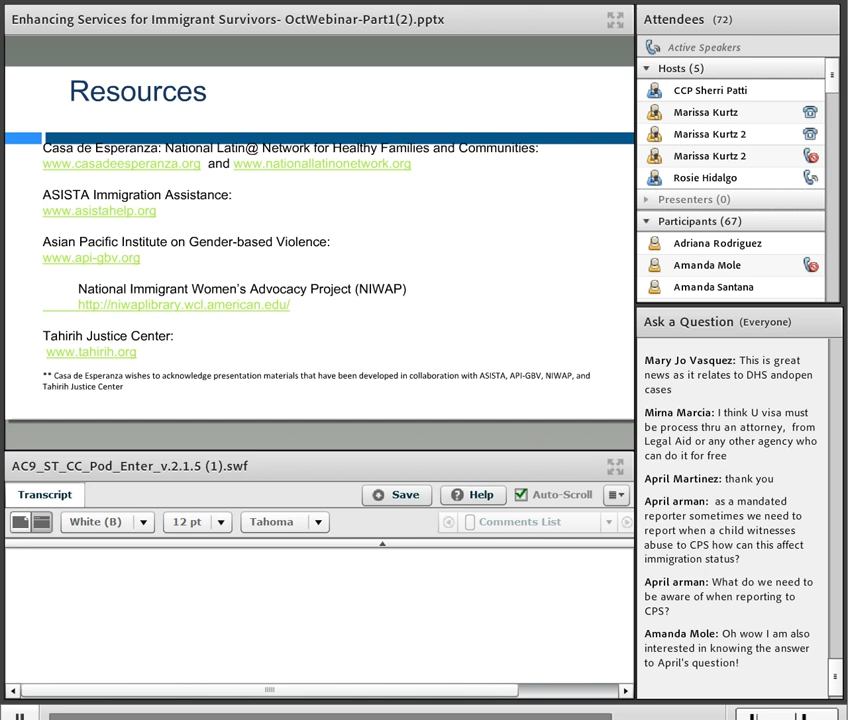 Enhancing Services for Immigrant Survivors- OctWebinar-Part1(2).pptx
Resources
Casa de Esperanza: National Latin@ Network for Healthy Families and Communities:
www.casadeesperanza.org and www.nationallatinonetwork.org
ASISTA Immigration Assistance:
www.asistahelp.org
Asian Pacific Institute on Gender-based Violence:
www.api-gbv.org
National Immigrant Women's Advocacy Project (NIWAP)
http://niwaplibrary.wcl.american.edu/
Tahirih Justice Center:
www.tahirih.org
** Casa de Esperanza wishes to acknowledge presentation materials that have been developed in collaboration with ASISTA, API-GBV, NIWAP, and
Tahirih Justice Center
AC9_ST_CC_Pod_Enter_v.2.1.5 (1).swf
Transcript
Save
Help
Auto-Scroll
White (B)
12 pt
Tahoma
Comments List
Attendees (72)
Active Speakers
Hosts (5)
CCP Sherri Patti
Marissa Kurtz
Marissa Kurtz 2
Marissa Kurtz 2
Rosie Hidalgo
Presenters (0)
Participants (67)
Adriana Rodriguez
Amanda Mole
Amanda Santana
Ask a Question (Everyone)
Mary Jo Vasquez: This is great
news as it relates to DHS andopen
cases
Mirna Marcia: I think U visa must
be process thru an attorney, from
Legal Aid or any other agency who
can do it for free
April Martinez: thank you
April arman: as a mandated
reporter sometimes we need to
report when a child witnesses
abuse to CPS how can this affect
immigration status?
April arman: What do we need to
be aware of when reporting to
CPS?
Amanda Mole: Oh wow I am also
interested in knowing the answer
to April's question!